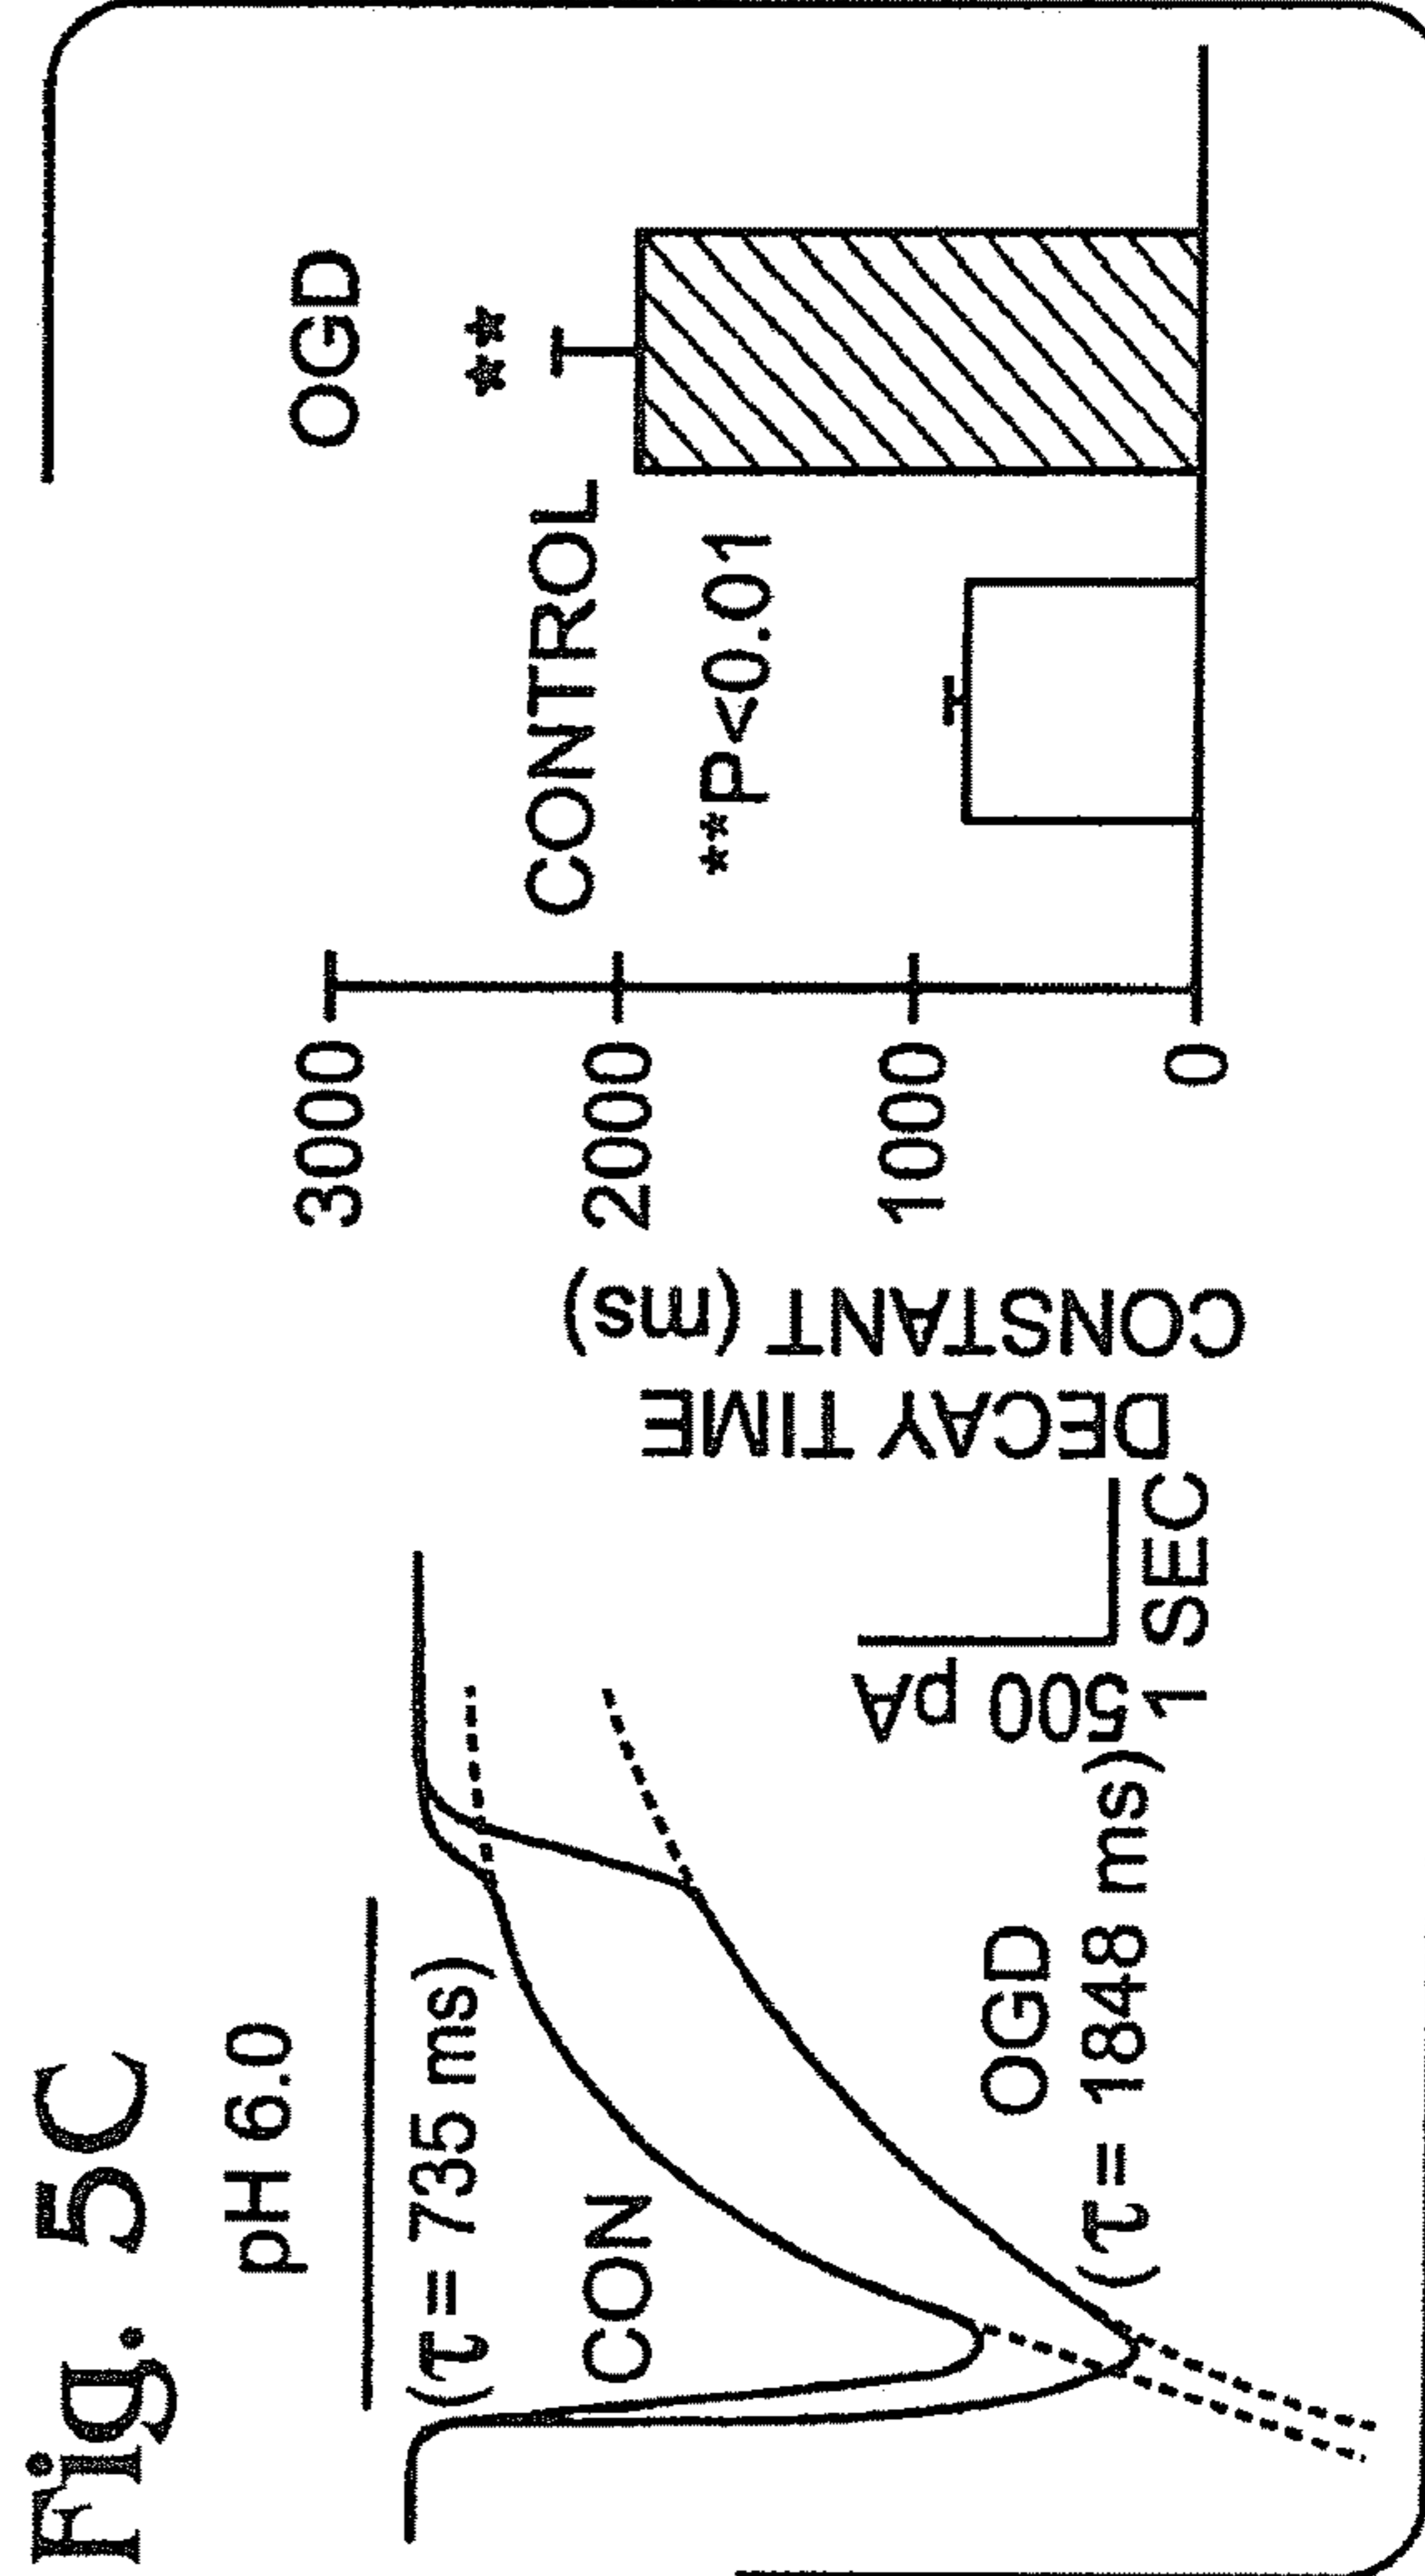 Fig. 5C
pH 6.0
(τ = 735 ms)
CON
OGD
(τ = 1848 ms)
500 pA
1 SEC
DECAY TIME
CONSTANT (ms)
3000
2000
1000
0
CONTROL
**P<0.01
OGD
**